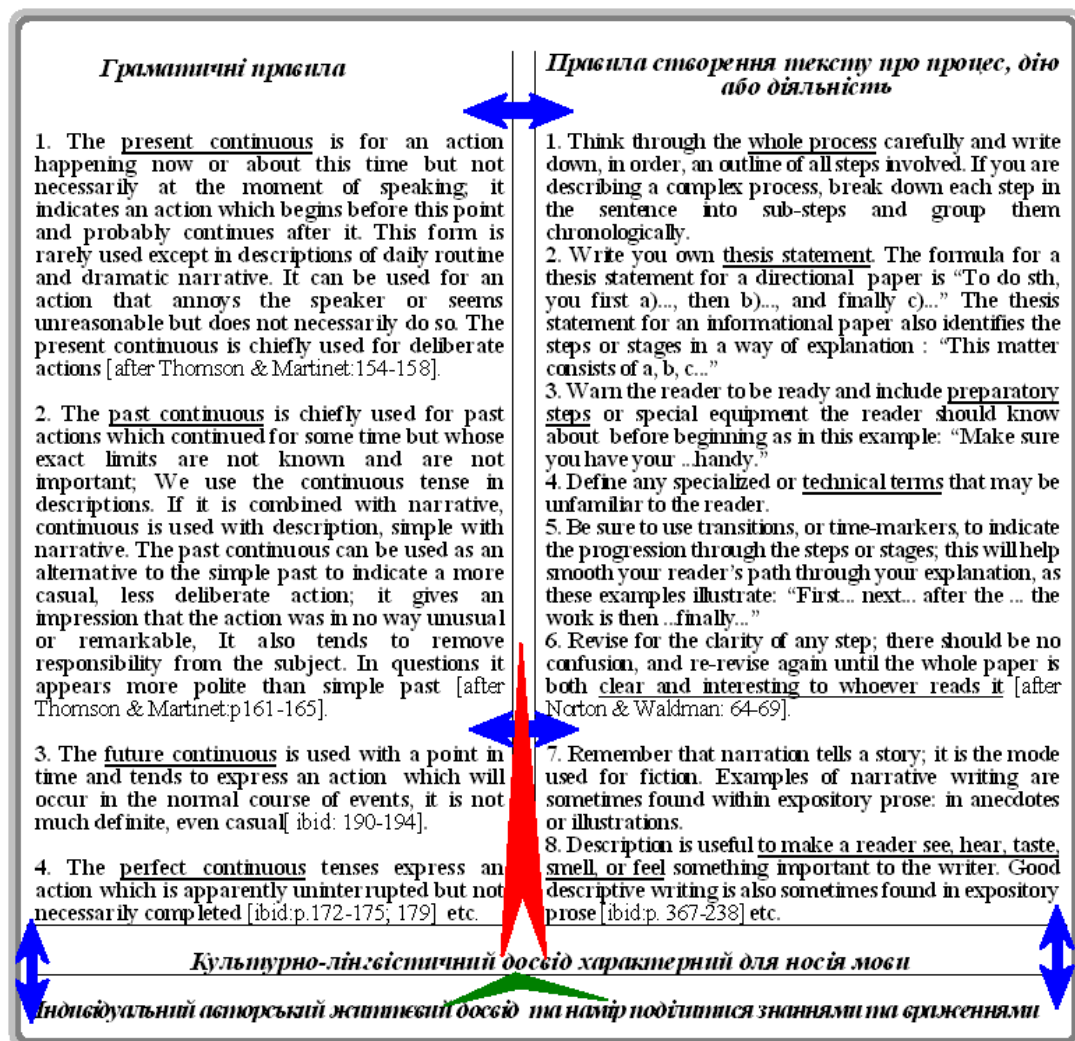 Граматичні правила
1. The present continuous is for an action
happening now or about this time but not
necessarily at the moment of speaking; it
indicates an action which begins before this point
and probably continues after it. This form is
rarely used except in descriptions of daily routine
and dramatic narrative. It can be used for an
action that annoys the speaker or seems
unreasonable but does not necessarily do so. The
present continuous is chiefly used for deliberate
actions [after Thomson & Martinet:154-158].
2. The past continuous is chiefly used for past
actions which continued for some time but whose
exact limits are not known and are not
important; We use the continuous tense in
descriptions. If it is combined with narrative,
continuous is used with description, simple with
narrative. The past continuous can be used as an
alternative to the simple past to indicate a more
casual, less deliberate action; it gives an
impression that the action was in no way unusual
or remarkable, It also tends to remove
responsibility from the subject. In questions it
appears more polite than simple past [after
Thomson & Martinet:p161-165].
3. The future continuous is used with a point in
time and tends to express an action which will
occur in the normal course of events, it is not
much definite, even casual[ ibid: 190-194].
4. The perfect continuous tenses express an
action which is apparently uninterrupted but not
necessarily completed [ibid:p.172-175; 179] etc.
Правила створення тексту про процес, дію
або діяльність
1. Think through the whole process carefully and write
down, in order, an outline of all steps involved. If you are
describing a complex process, break down each step in
the sentence into sub-steps and group them
chronologically.
2. Write you own thesis statement. The formula for a
thesis statement for a directional paper is “To do sth,
you first a)..., then b)..., and finally c)...” The thesis
statement for an informational paper also identifies the
steps or stages in a way of explanation : “This matter
consists of a, b, c...”
3. Warn the reader to be ready and include preparatory
steps or special equipment the reader should know
about before beginning as in this example: “Make sure
you have your ...handy.”
4. Define any specialized or technical terms that may be
unfamiliar to the reader.
5. Be sure to use transitions, or time-markers, to indicate
the progression through the steps or stages; this will help
smooth your reader’s path through your explanation, as
these examples illustrate: “First... next... after the ... the
work is then ...finally...”
6. Revise for the clarity of any step; there should be no
confusion, and re-revise again until the whole paper is
both clear and interesting to whoever reads it [after
Norton & Waldman: 64-69].
7. Remember that narration tells a story; it is the mode
used for fiction. Examples of narrative writing are
sometimes found within expository prose: in anecdotes
or illustrations.
8. Description is useful to make a reader see, hear, taste,
smell, or feel something important to the writer. Good
descriptive writing is also sometimes found in expository
prose [ibid:p. 367-238] etc.
Культурно-лінгвістичний досвід характерний для носія мови
Індивідуальний авторський життєвий досвід та намір поділитися знаннями та враженнями